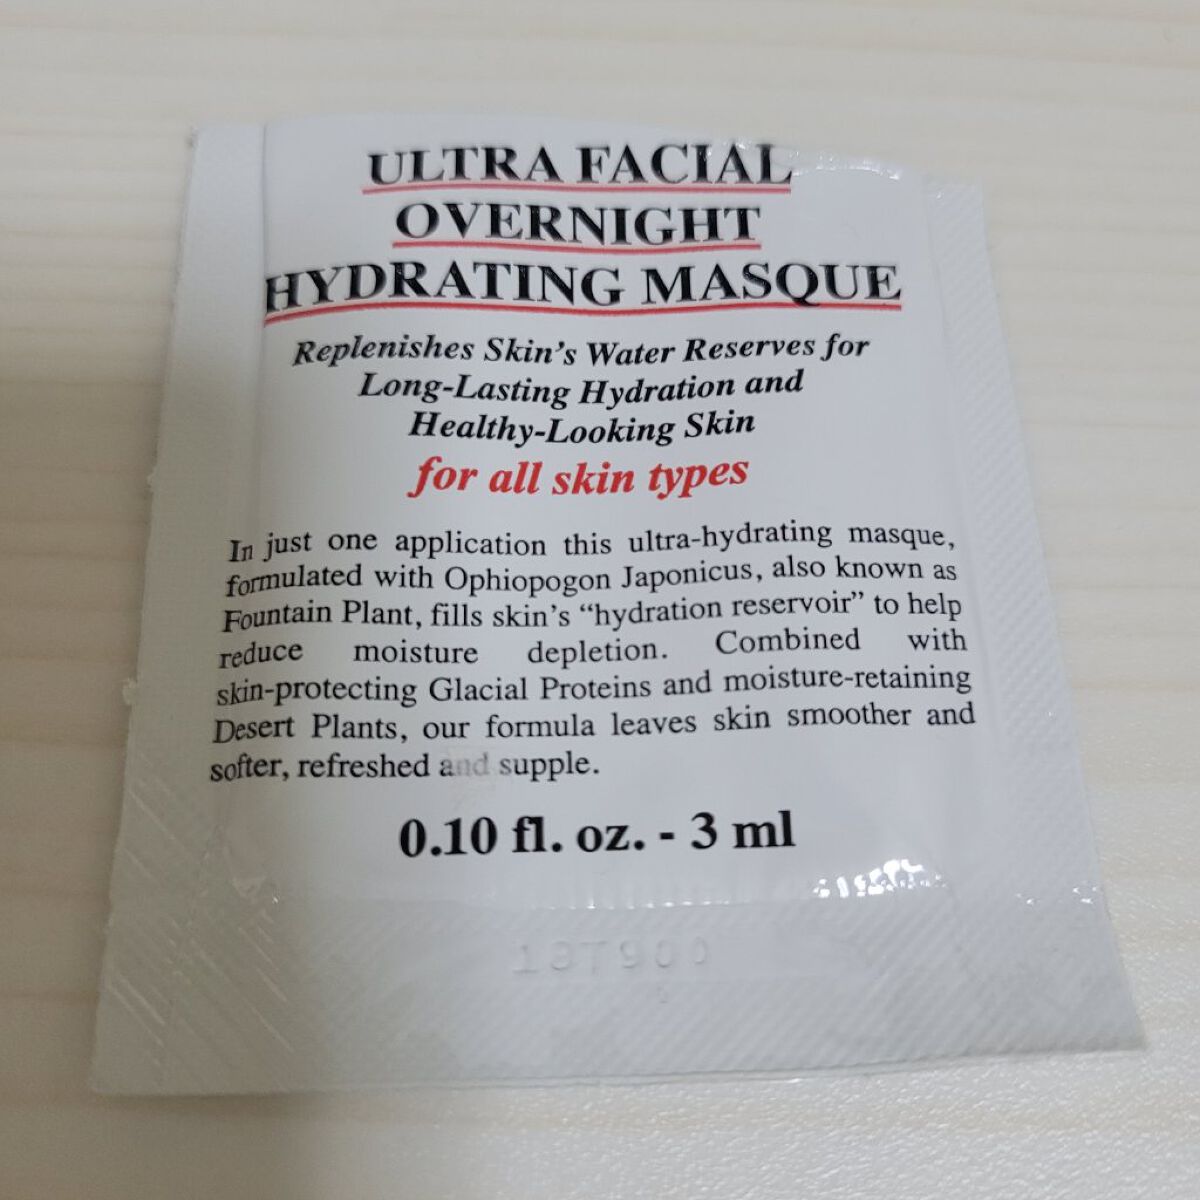 ULTRA FACIAL
OVERNIGHT
HYDRATING MASQUE
Replenishes Skin's Water Reserves for
Long-Lasting Hydration and
Healthy-Looking Skin
for all skin types
In just one application this ultra-hydrating masque,
formulated with Ophiopogon Japonicus, also known as
Fountain Plant, fills skin's “hydration reservoir” to help
reduce moisture depletion. Combined with
skin-protecting Glacial Proteins and moisture-retaining
Desert Plants, our formula leaves skin smoother and
softer, refreshed and supple.
0.10 fl. oz. - 3 ml